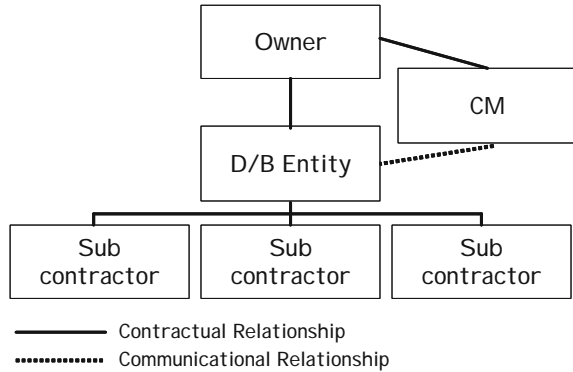 Owner
CM
D/B Entity
Sub
contractor
Sub
contractor
Sub
contractor
Contractual Relationship
Communicational Relationship